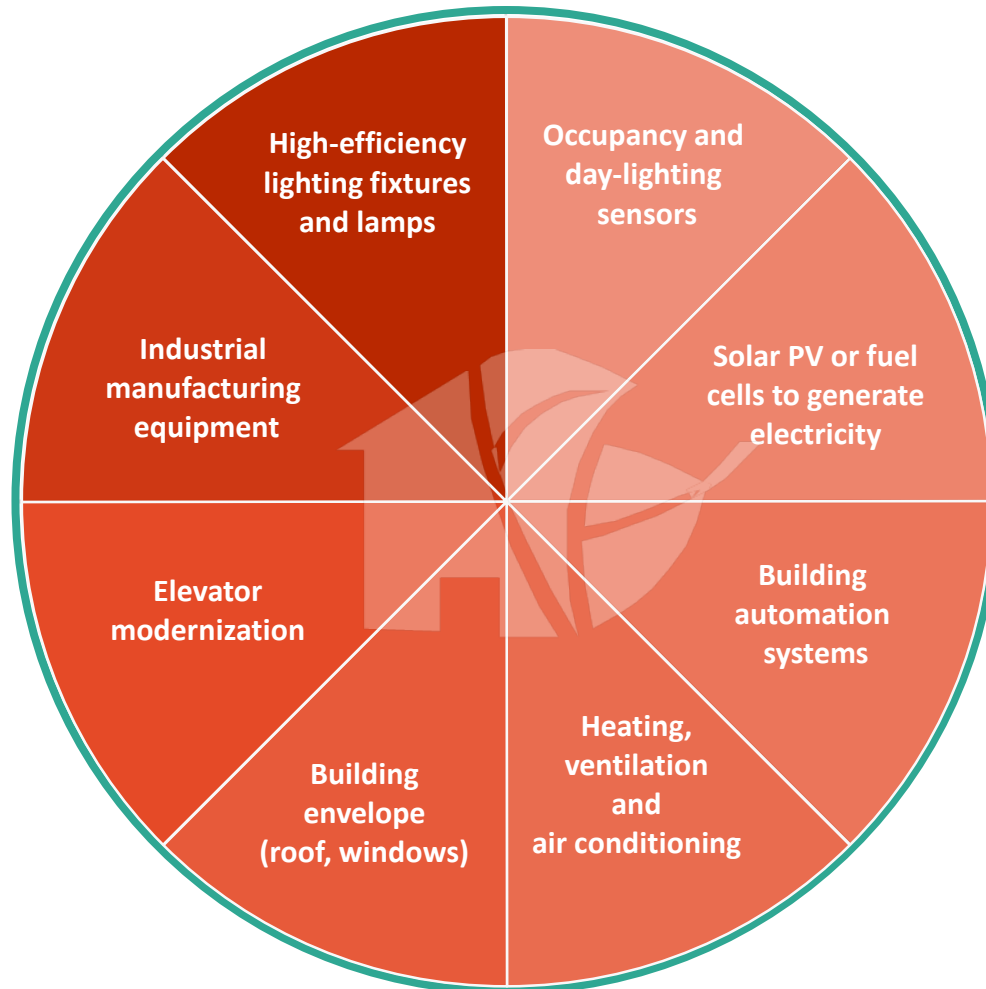 High-efficiency
lighting fixtures
and lamps
Occupancy and
day-lighting
sensors
Industrial
manufacturing
equipment
Solar PV or fuel
cells to generate
electricity
Elevator
modernization
Building
automation
systems
Building
envelope
(roof, windows)
Heating,
ventilation
and
air conditioning